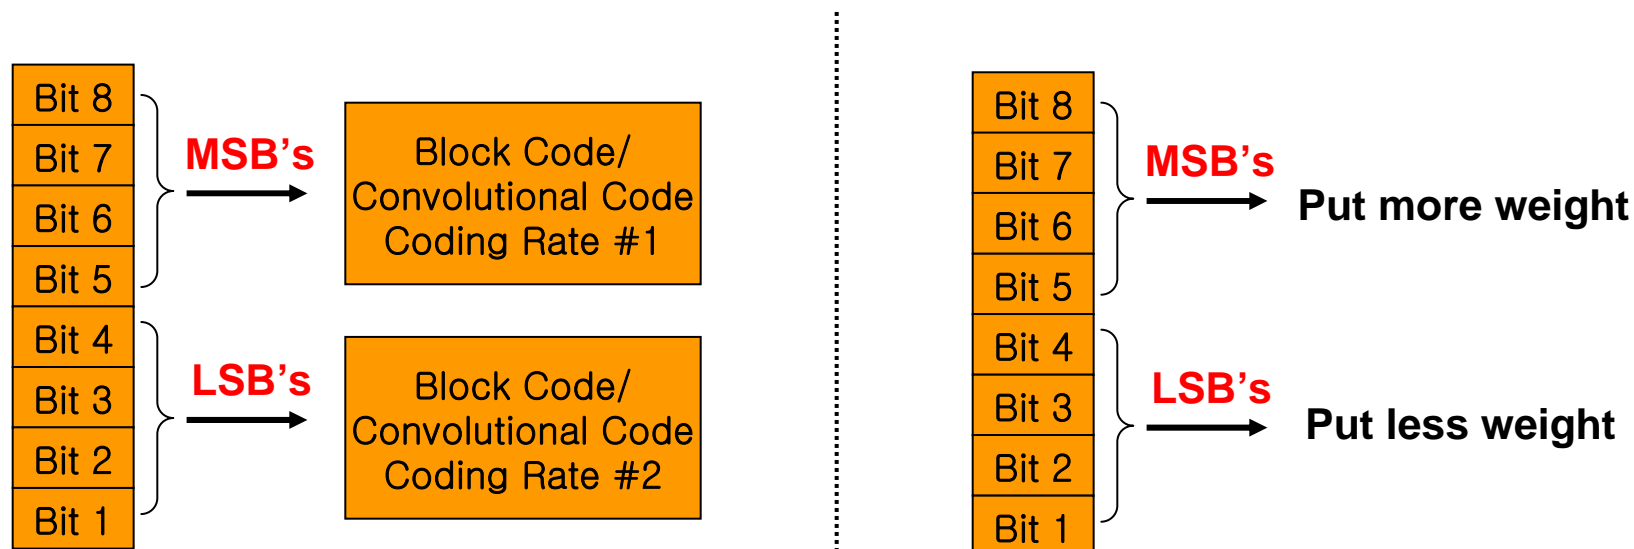 Bit 8
Bit 7
Bit 6
Bit 5
Bit 4
Bit 3
Bit 2
Bit 1
MSB's
LSB's
Block Code/
Convolutional Code
Coding Rate #1
Block Code/
Convolutional Code
Coding Rate #2
Bit 8
Bit 7
Bit 6
Bit 5
Bit 4
Bit 3
Bit 2
Bit 1
MSB's
Put more weight
LSB's
Put less weight